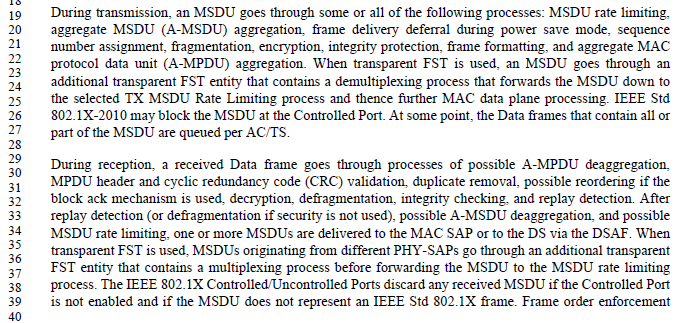 18
19 During transmission, an MSDU goes through some or all of the following processes: MSDU rate limiting,
20 aggregate MSDU (A-MSDU) aggregation, frame delivery deferral during power save mode, sequence
21 number assignment, fragmentation, encryption, integrity protection, frame formatting, and aggregate MAC
22 protocol data unit (A-MPDU) aggregation. When transparent FST is used, an MSDU goes through an
23 additional transparent FST entity that contains a demultiplexing process that forwards the MSDU down to
24 the selected TX MSDU Rate Limiting process and thence further MAC data plane processing. IEEE Std
25 802.1X-2010 may block the MSDU at the Controlled Port. At some point, the Data frames that contain all or
26 part of the MSDU are queued per AC/TS.
27
28
29 During reception, a received Data frame goes through processes of possible A-MPDU deaggregation,
30 MPDU header and cyclic redundancy code (CRC) validation, duplicate removal, possible reordering if the
31 block ack mechanism is used, decryption, defragmentation, integrity checking, and replay detection. After
32 replay detection (or defragmentation if security is not used), possible A-MSDU deaggregation, and possible
33 MSDU rate limiting, one or more MSDUs are delivered to the MAC SAP or to the DS via the DSAF. When
34 transparent FST is used, MSDUs originating from different PHY-SAPs go through an additional transparent
35 FST entity that contains a multiplexing process before forwarding the MSDU to the MSDU rate limiting
36 process. The IEEE 802.1X Controlled/Uncontrolled Ports discard any received MSDU if the Controlled Port
37 is not enabled and if the MSDU does not represent an IEEE Std 802.1X frame. Frame order enforcement
38
39
40